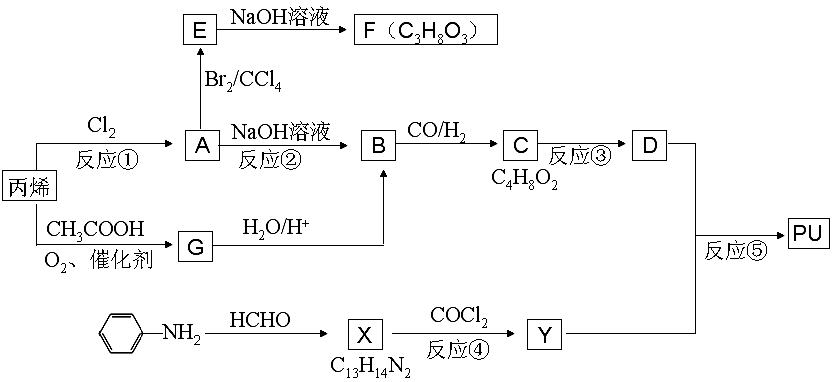 E
NaOH溶液
F（C₃H₈O₃）
Br₂/CCl₄
Cl₂
反应①
A
NaOH溶液
反应②
B
CO/H₂
C
C₄H₈O₂
反应③
D
丙烯
CH₃COOH
O₂、催化剂
G
H₂O/H⁺
反应⑤
PU
NH₂
HCHO
X
C₁₃H₁₄N₂
COCl₂
反应④
Y